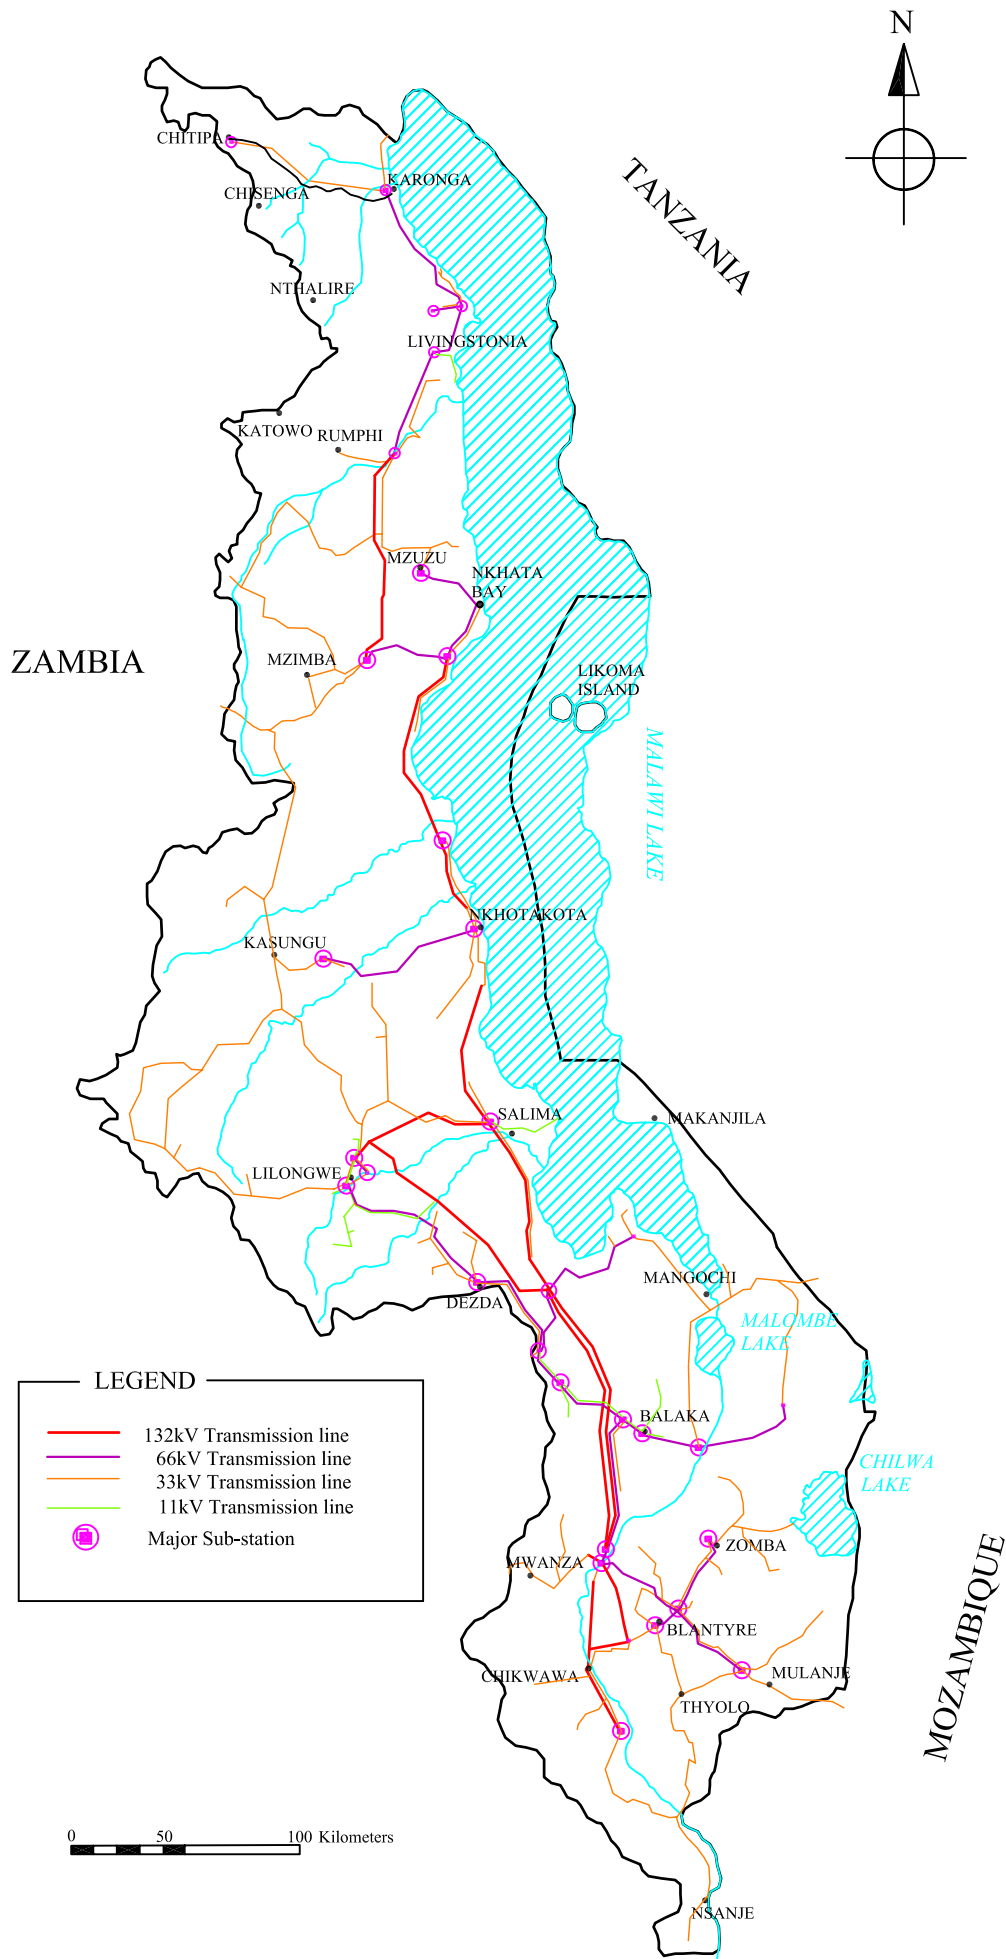 N
CHITIPA
KARONGA
TANZANIA
CHISENGA
NTHALIRE
LIVINGSTONIA
KATOWO
RUMPHI
MZUZU
NKHATA
BAY
ZAMBIA
MZIMBA
LIKOMA
ISLAND
MALAWI LAKE
NKHOTAKOTA
KASUNGU
SALIMA
MAKANJILA
LILONGWE
MANGOCHI
DEZDA
MALOMBE
LAKE
LEGEND
132kV Transmission line
66kV Transmission line
33kV Transmission line
11kV Transmission line
Major Sub-station
BALAKA
CHILWA
LAKE
ZOMBA
MWANZA
MOZAMBIQUE
BLANTYRE
CHIKWAWA
MULANJE
THYOLO
0 50 100 Kilometers
NSANJE